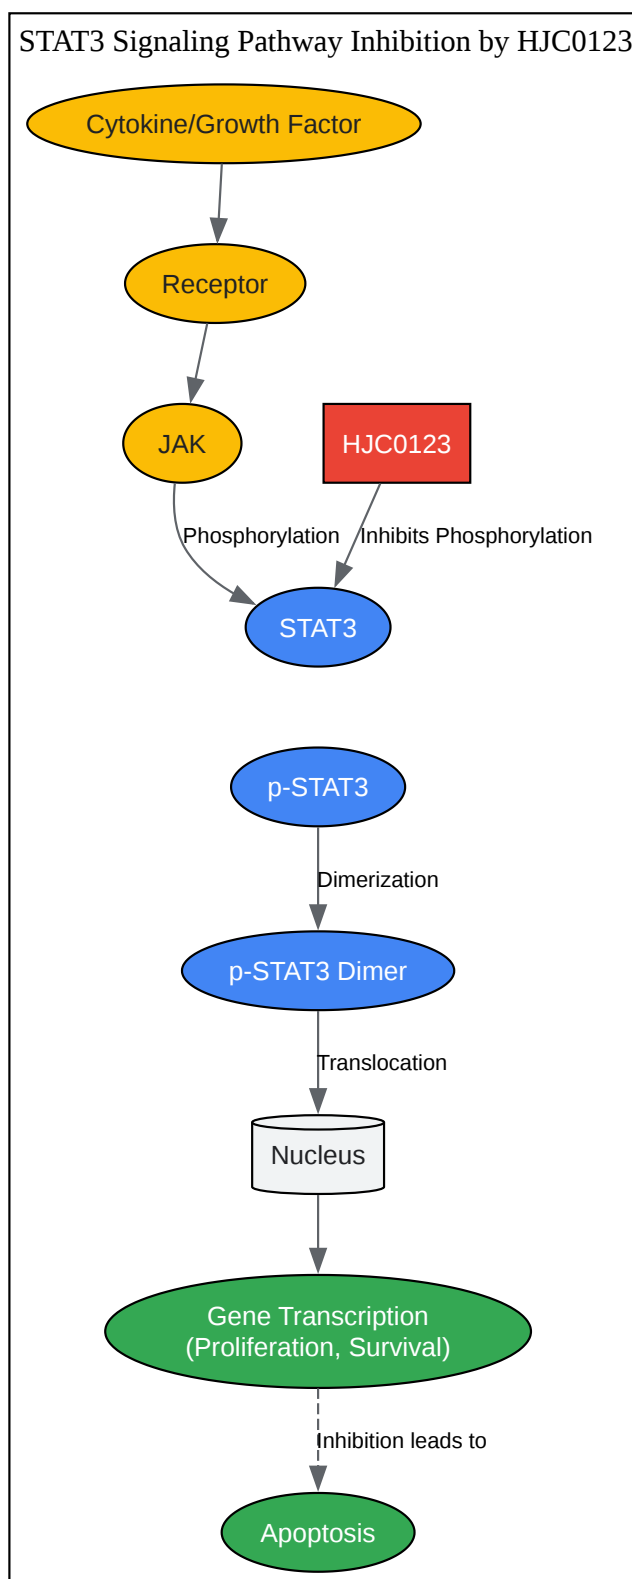 STAT3 Signaling Pathway Inhibition by HJC0123
Cytokine/Growth Factor
Receptor
JAK
HJC0123
Phosphorylation
Inhibits Phosphorylation
STAT3
p-STAT3
Dimerization
p-STAT3 Dimer
Translocation
Nucleus
Gene Transcription
(Proliferation, Survival)
Inhibition leads to
Apoptosis